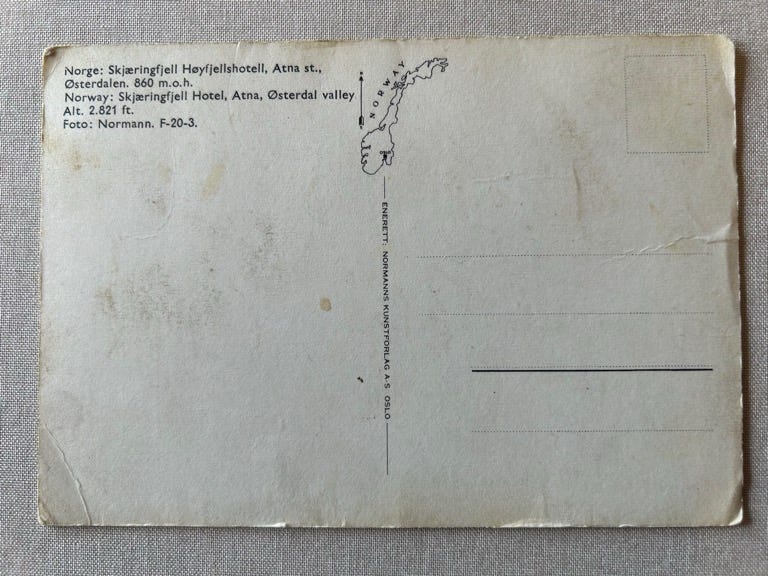 Norge: Skjæringfjell Høyfjellshotell, Atna st.,
Østerdalen. 860 m.o.h.
Norway: Skjæringfjell Hotel, Atna, Østerdal valley
Alt. 2.821 ft.
Foto: Normann. F-20-3.
NORWAY
ENERETT: NORMANNS KUNSTFORLAG A-S OSLO